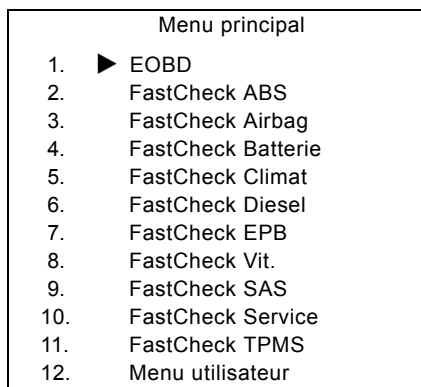 Menu principal
1. ▶ EOBD
2. FastCheck ABS
3. FastCheck Airbag
4. FastCheck Batterie
5. FastCheck Climat
6. FastCheck Diesel
7. FastCheck EPB
8. FastCheck Vit.
9. FastCheck SAS
10. FastCheck Service
11. FastCheck TPMS
12. Menu utilisateur